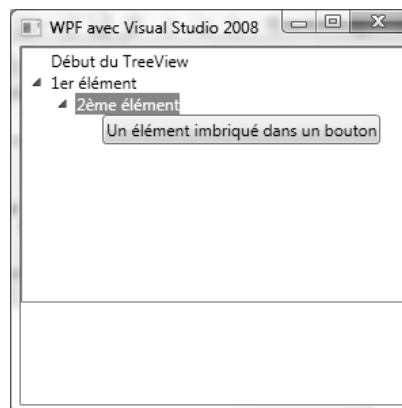 WPF avec Visual Studio 2008
Début du TreeView
1er élément
2ème élément
Un élément imbriqué dans un bouton